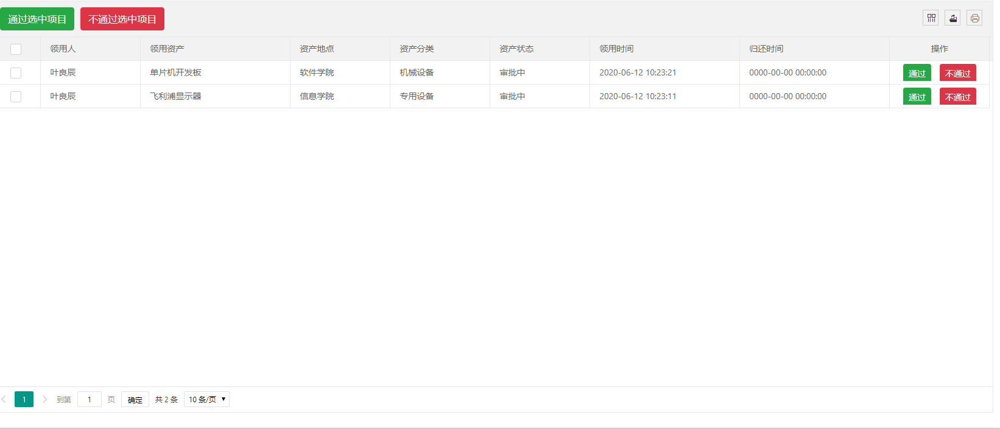 通过选中项目 不通过选中项目
领用人 领用资产 资产地点 资产分类 资产状态 领用时间 归还时间 操作
叶良辰 单片机开发板 软件学院 机械设备 审批中 2020-06-12 10:23:21 0000-00-00 00:00:00 通过 不通过
叶良辰 飞利浦显示器 信息学院 专用设备 审批中 2020-06-12 10:23:11 0000-00-00 00:00:00 通过 不通过
1 到第 1 页 确定 共 2 条 10 条/页